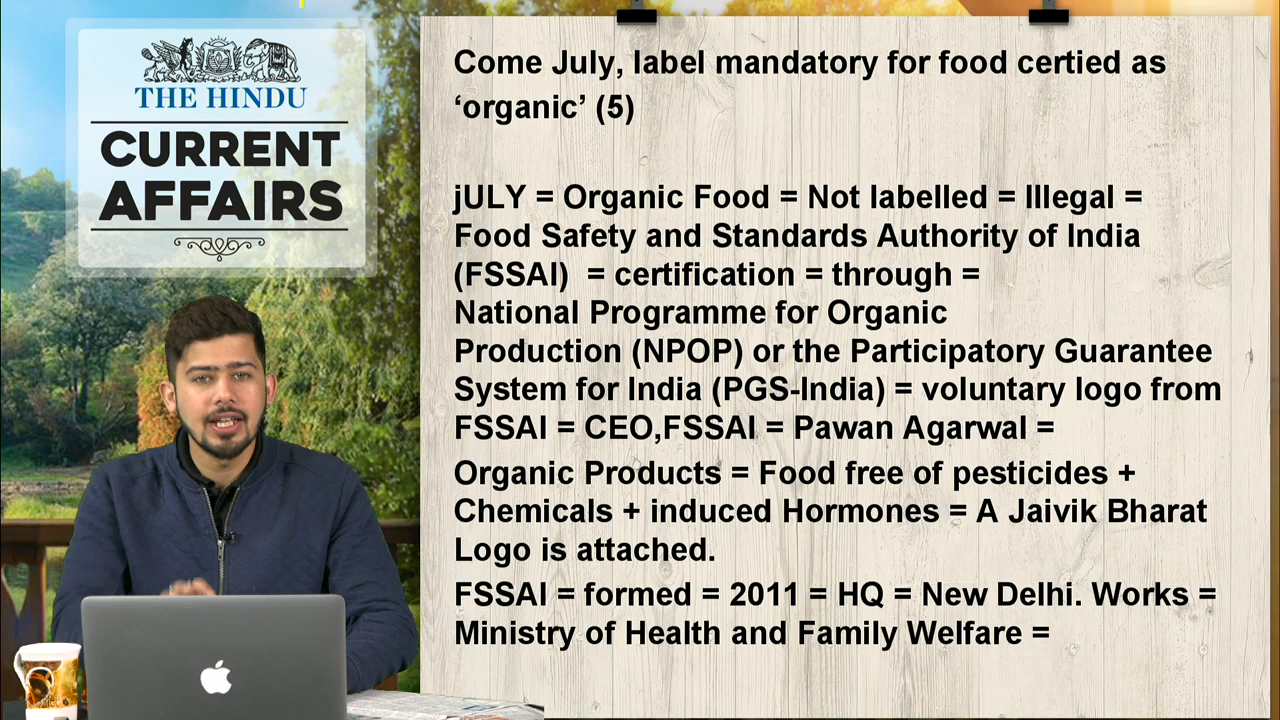 THE HINDU
CURRENT
AFFAIRS
Come July, label mandatory for food certied as
‘organic’ (5)
jULY = Organic Food = Not labelled = Illegal =
Food Safety and Standards Authority of India
(FSSAI)  = certification = through =
National Programme for Organic
Production (NPOP) or the Participatory Guarantee
System for India (PGS-India) = voluntary logo from
FSSAI = CEO,FSSAI = Pawan Agarwal =
Organic Products = Food free of pesticides +
Chemicals + induced Hormones = A Jaivik Bharat
Logo is attached.
FSSAI = formed = 2011 = HQ = New Delhi. Works =
Ministry of Health and Family Welfare =